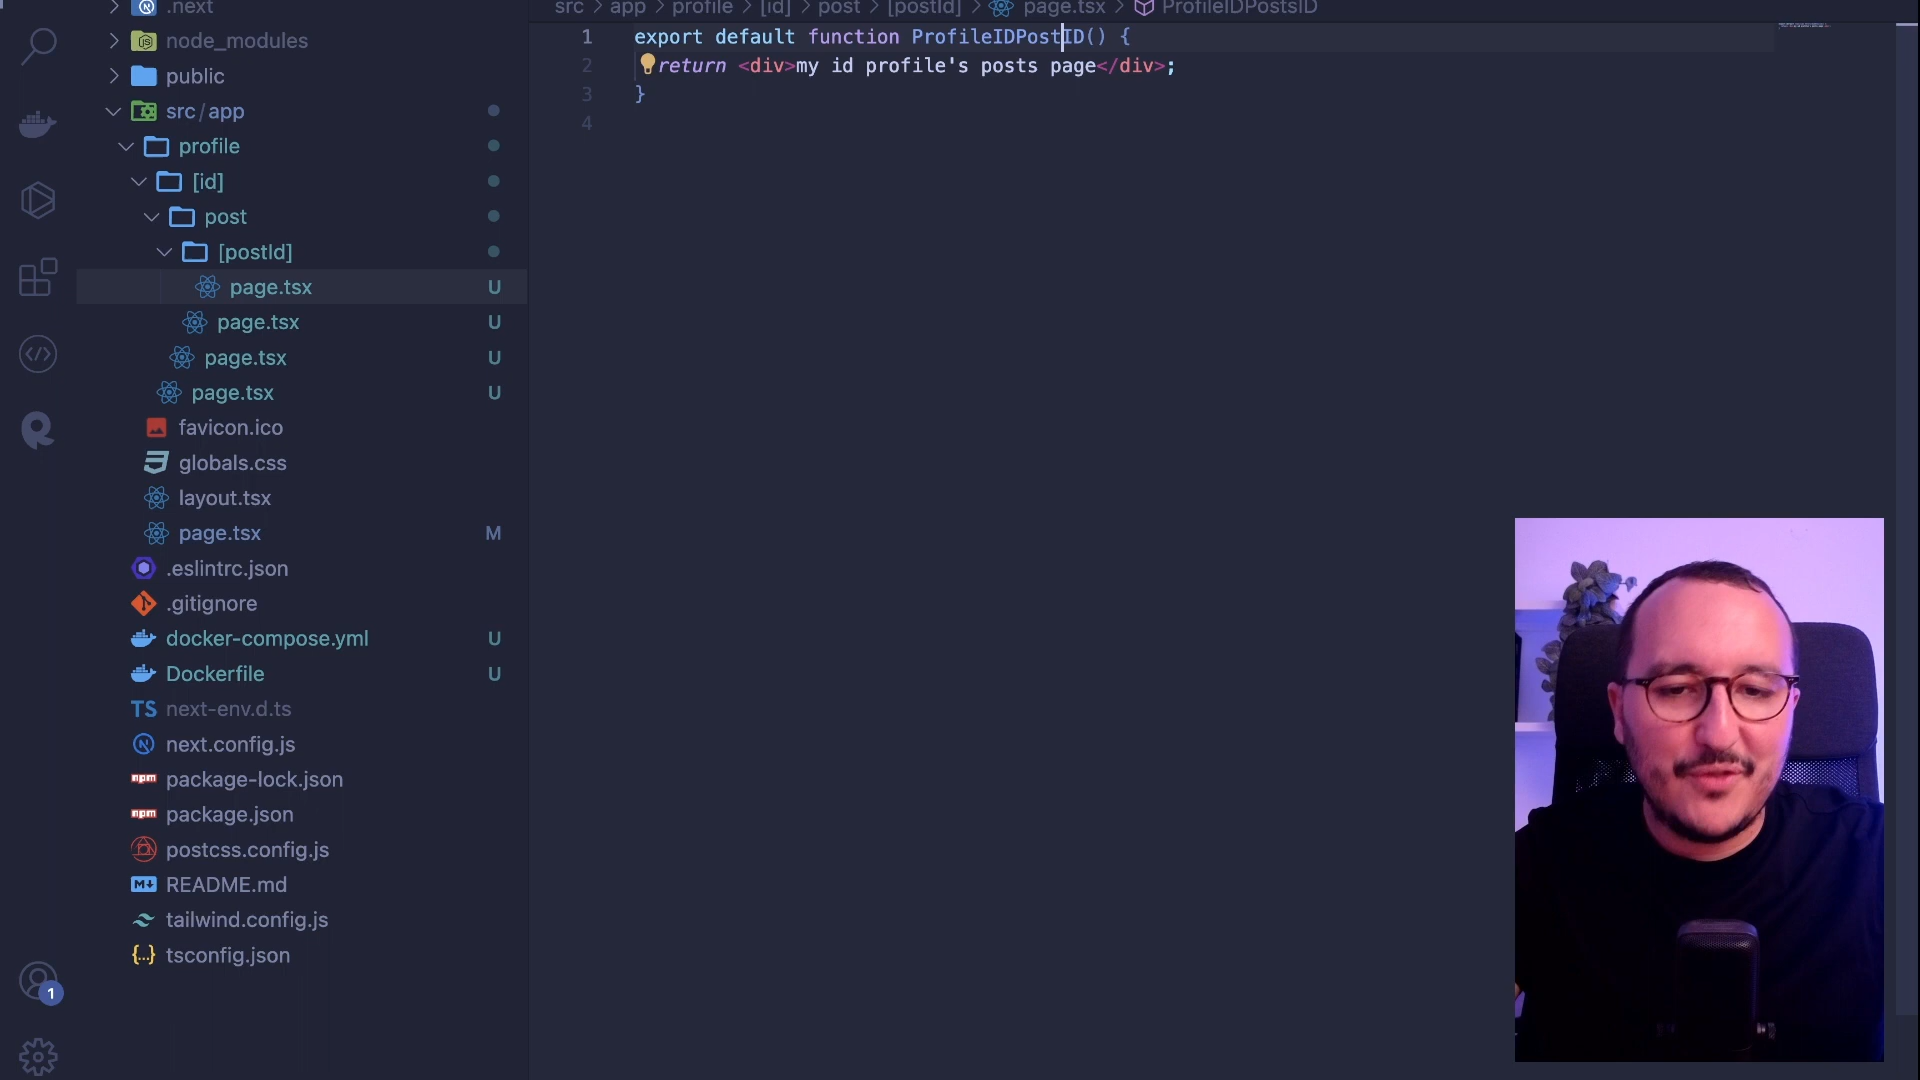 .next
src > app > profile > [id] > post > [postId] > page.tsx > ProfileIDPostsID
node_modules
public
src/app
profile
[id]
post
[postId]
page.tsx U
page.tsx U
page.tsx U
page.tsx U
favicon.ico
globals.css
layout.tsx
page.tsx M
.eslintrc.json
.gitignore
docker-compose.yml U
Dockerfile U
TS next-env.d.ts
next.config.js
npm package-lock.json
npm package.json
postcss.config.js
M README.md
tailwind.config.js
{..} tsconfig.json
1
1 export default function ProfileIDPostID() {
2 return <div>my id profile's posts page</div>;
3 }
4